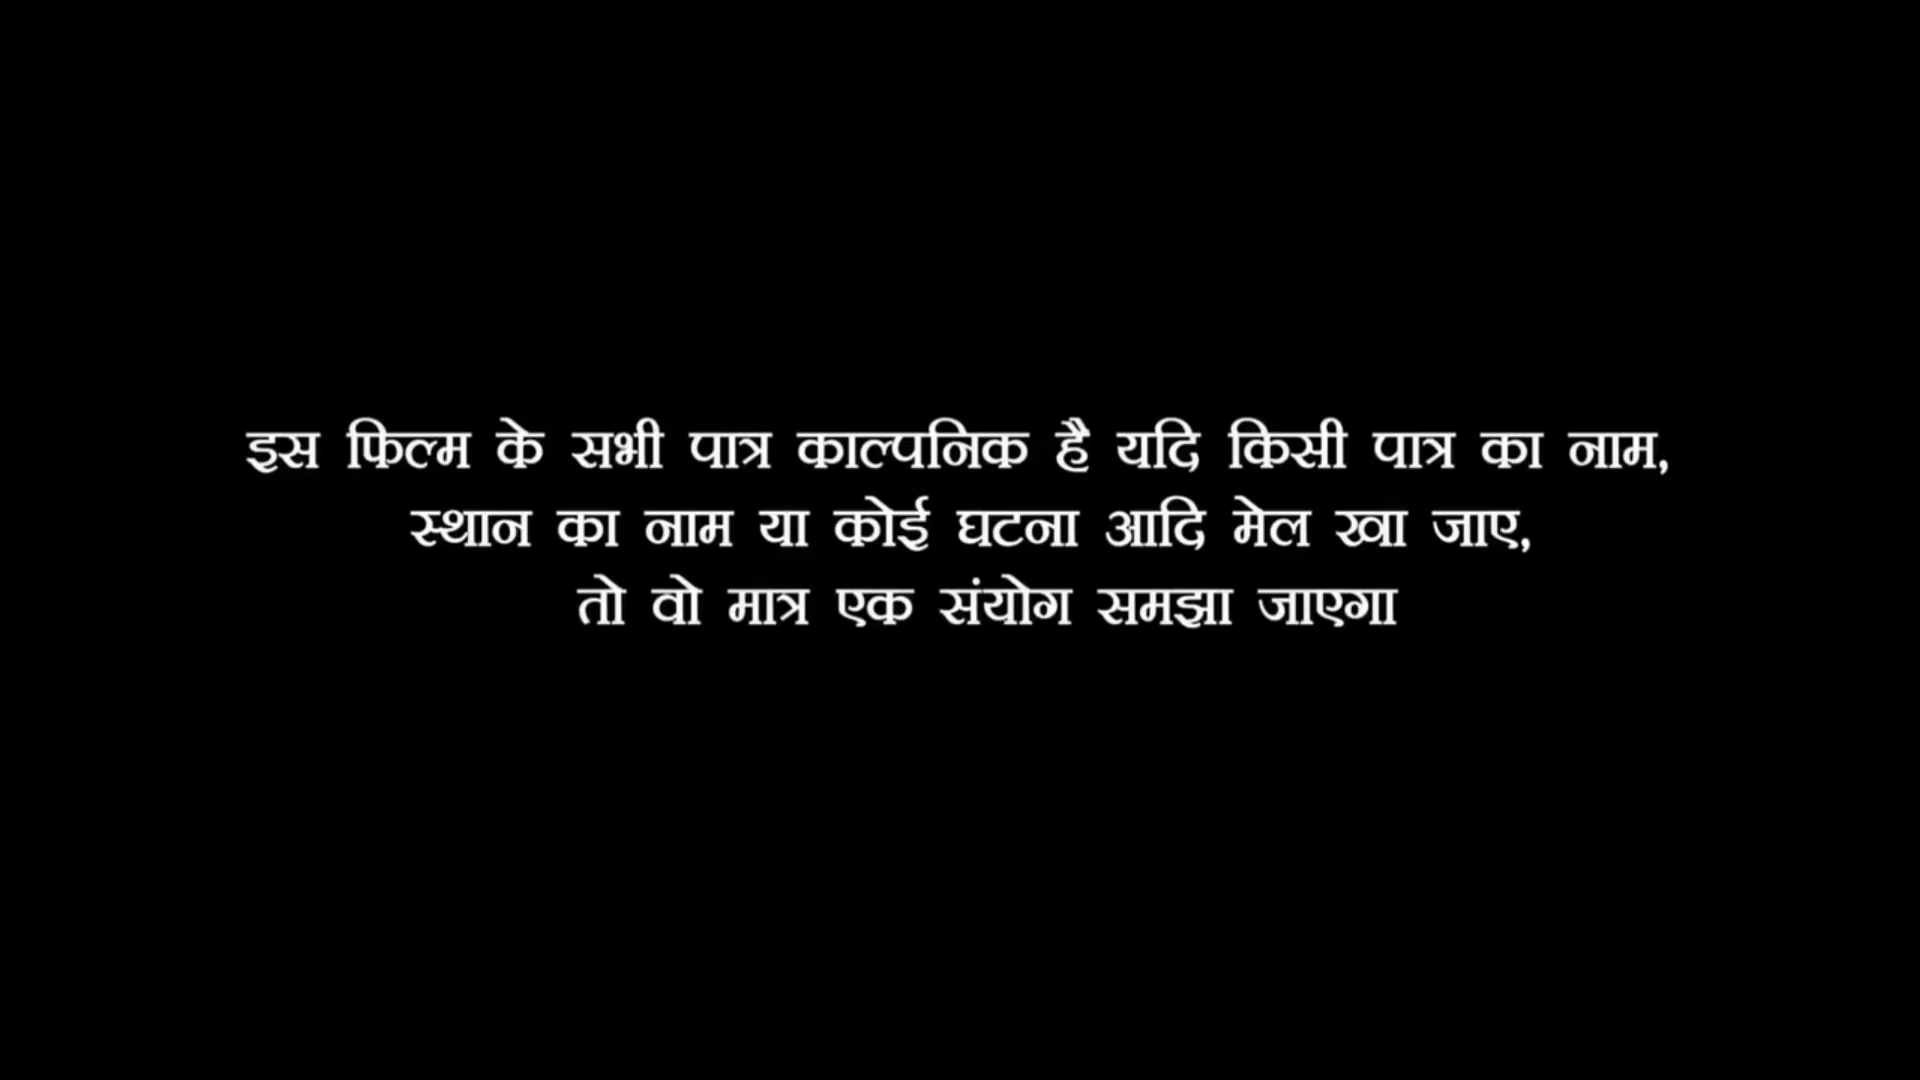 इस फिल्म के सभी पात्र काल्पनिक है यदि किसी पात्र का नाम,
स्थान का नाम या कोई घटना आदि मेल खा जाए,
तो वो मात्र एक संयोग समझा जाएगा